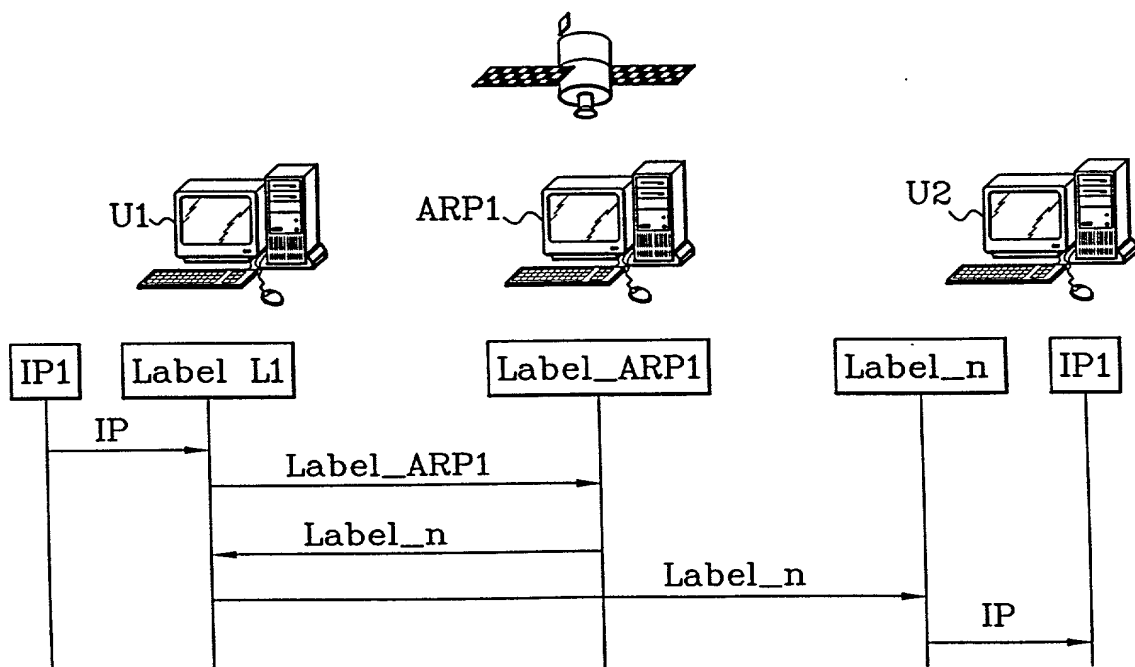 U1
ARP1
U2
IP1
Label L1
Label_ARP1
Label_n
IP1
IP
Label_ARP1
Label_n
Label_n
IP